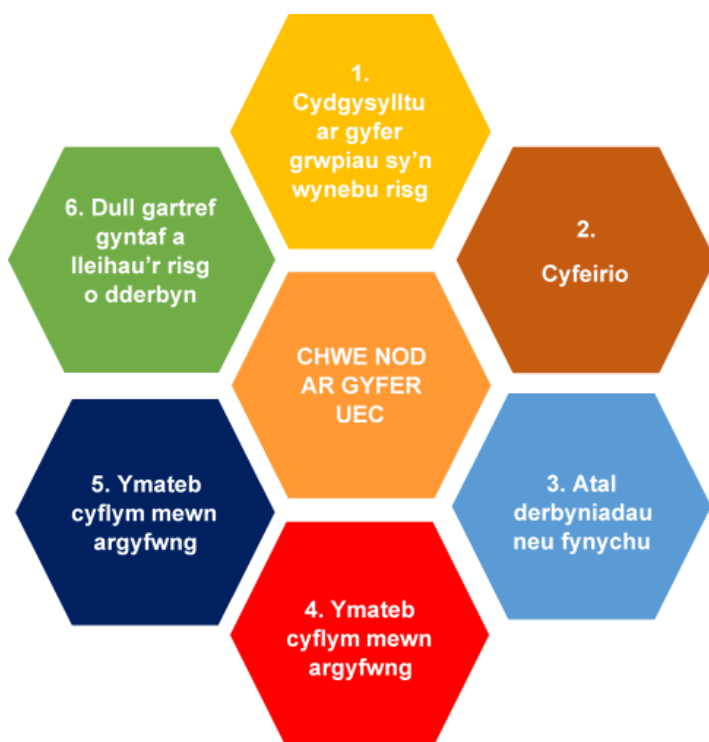 1.
Cydgysylltu
ar gyfer
grwpiau sy'n
wynebu risg
2.
Cyfeirio
3. Atal
derbyniadau
neu fynychu
4. Ymateb
cyflym mewn
argyfwng
5. Ymateb
cyflym mewn
argyfwng
6. Dull gartref
gyntaf a
lleihau'r risg
o dderbyn
CHWE NOD
AR GYFER
UEC